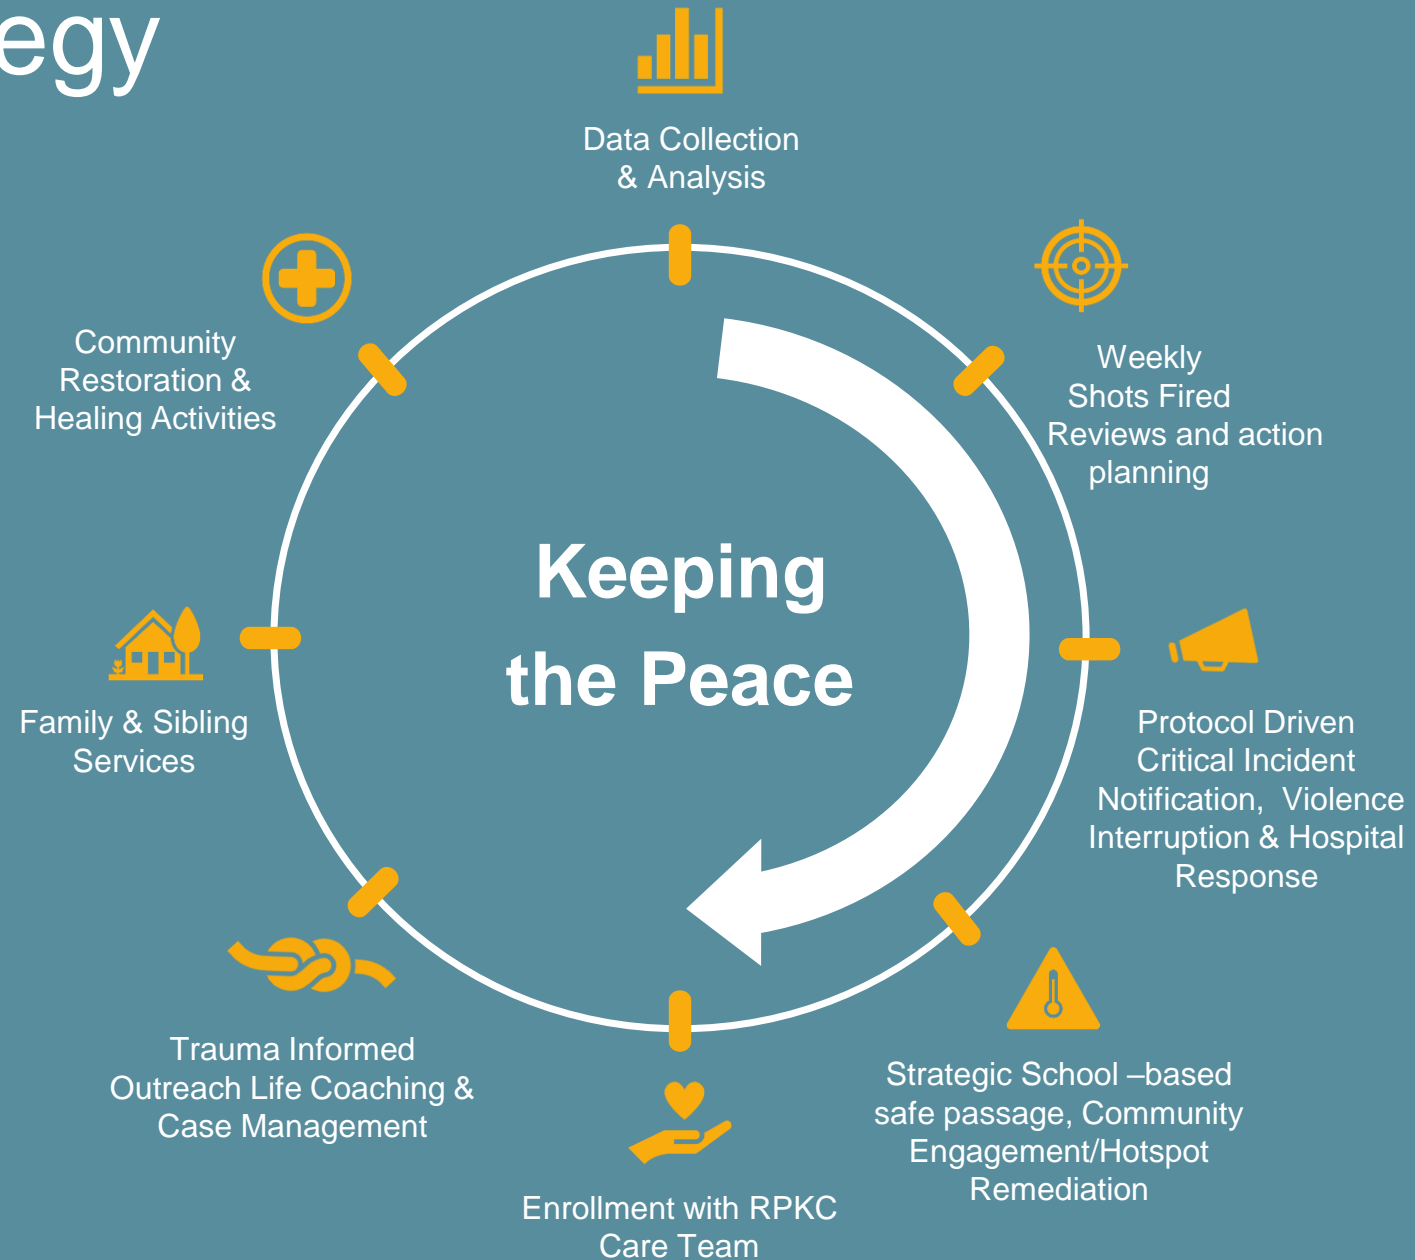 egy
Data Collection
& Analysis
Weekly
Shots Fired
Reviews and action
planning
Protocol Driven
Critical Incident
Notification,  Violence
Interruption & Hospital
Response
Strategic School –based
safe passage, Community
Engagement/Hotspot
Remediation
Enrollment with RPKC
Care Team
Trauma Informed
Outreach Life Coaching &
Case Management
Family & Sibling
Services
Community
Restoration &
Healing Activities
Keeping
the Peace